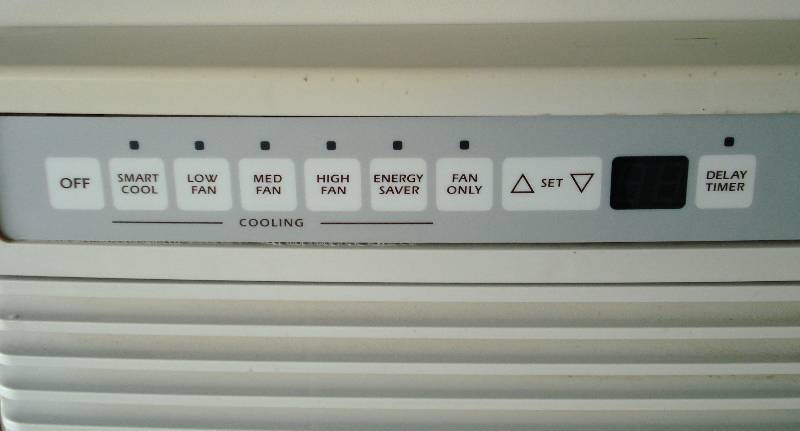 OFF
SMART
COOL
LOW
FAN
MED
FAN
HIGH
FAN
ENERGY
SAVER
FAN
ONLY
SET
DELAY
TIMER
COOLING